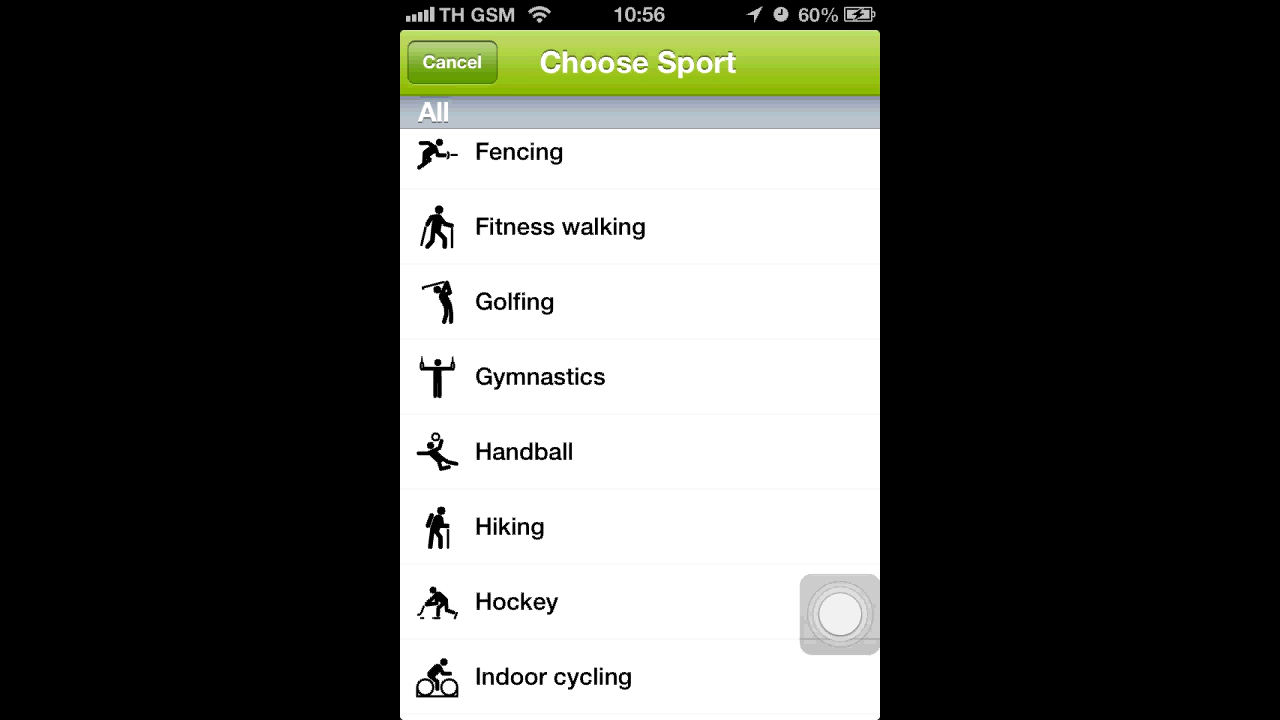 TH GSM 10:56 60%
Cancel Choose Sport
All
Fencing
Fitness walking
Golfing
Gymnastics
Handball
Hiking
Hockey
Indoor cycling